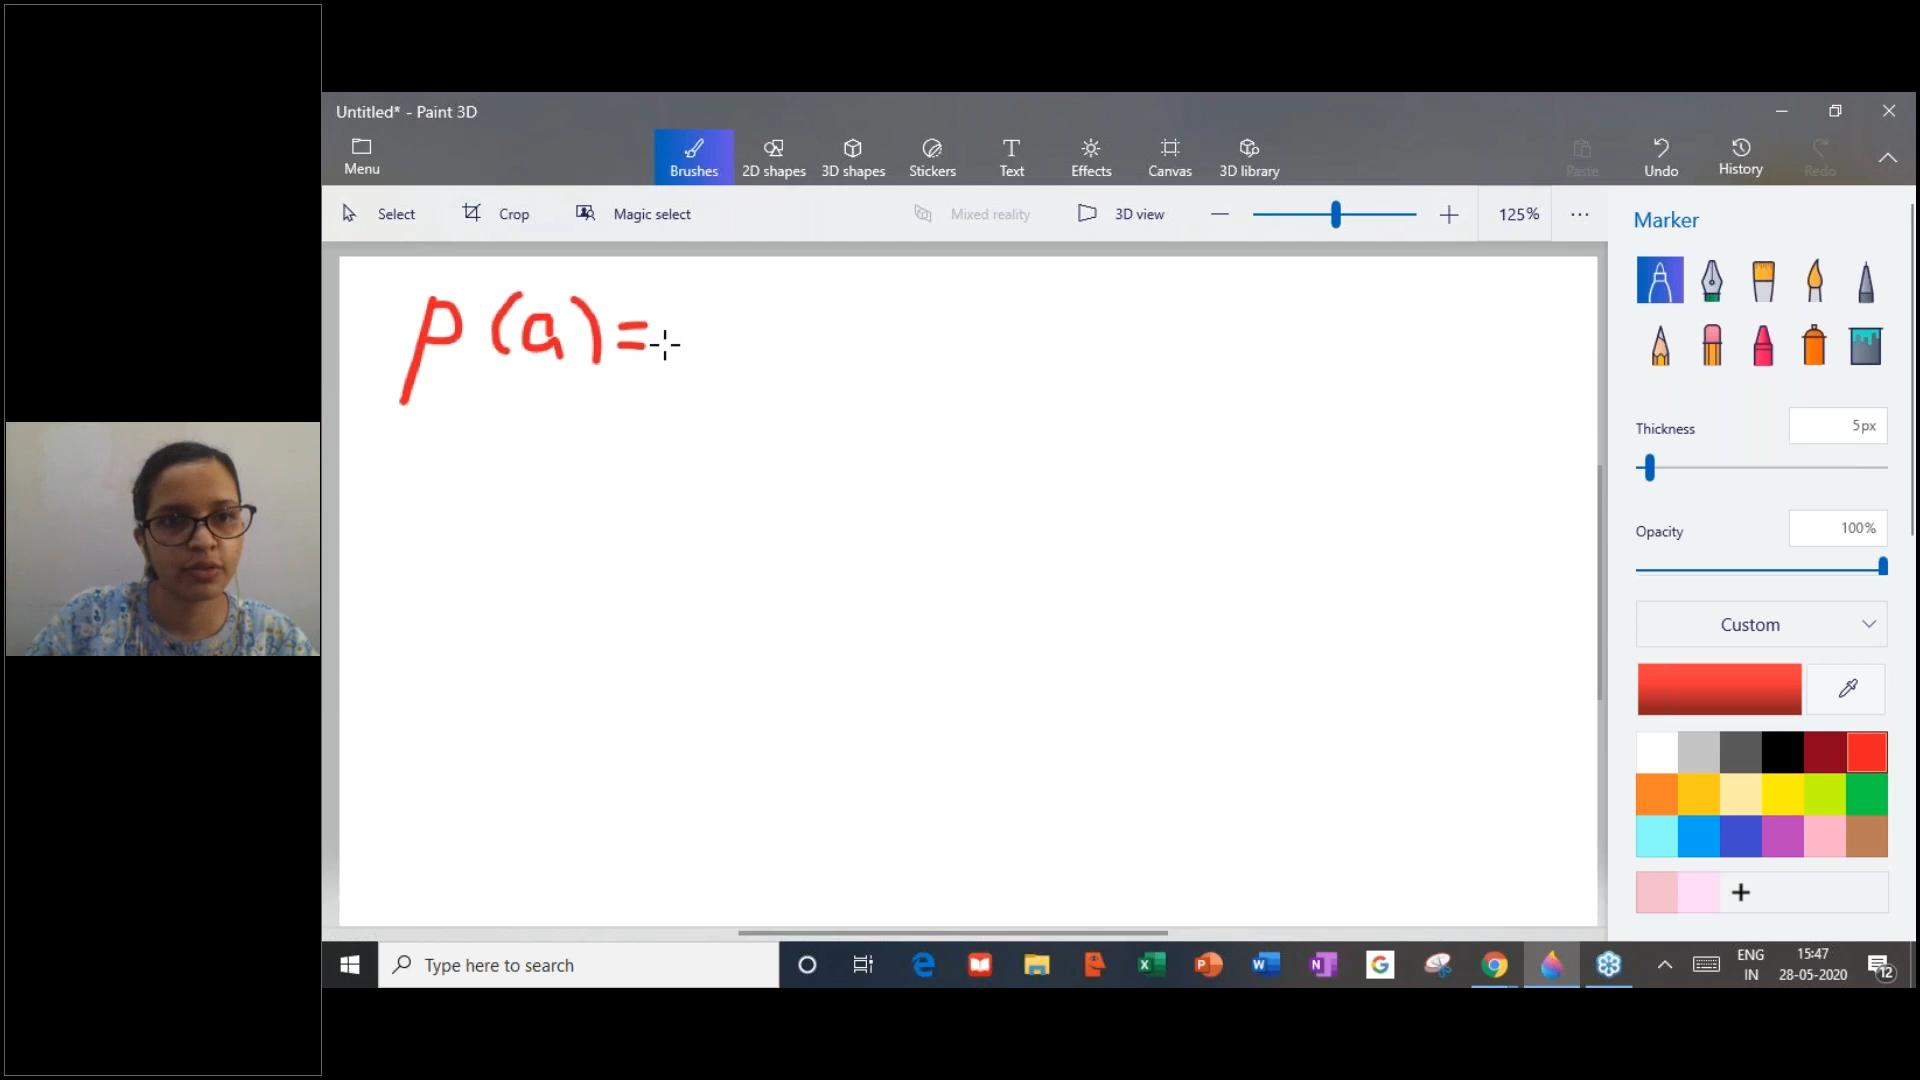 Untitled* - Paint 3D
Menu
Brushes 2D shapes 3D shapes Stickers Text Effects Canvas 3D library Paste Undo History Redo
Select Crop Magic select Mixed reality 3D view 125%
Marker
p(a)=
Thickness 5px
Opacity 100%
Custom
Type here to search
ENG
IN
15:47
28-05-2020
12